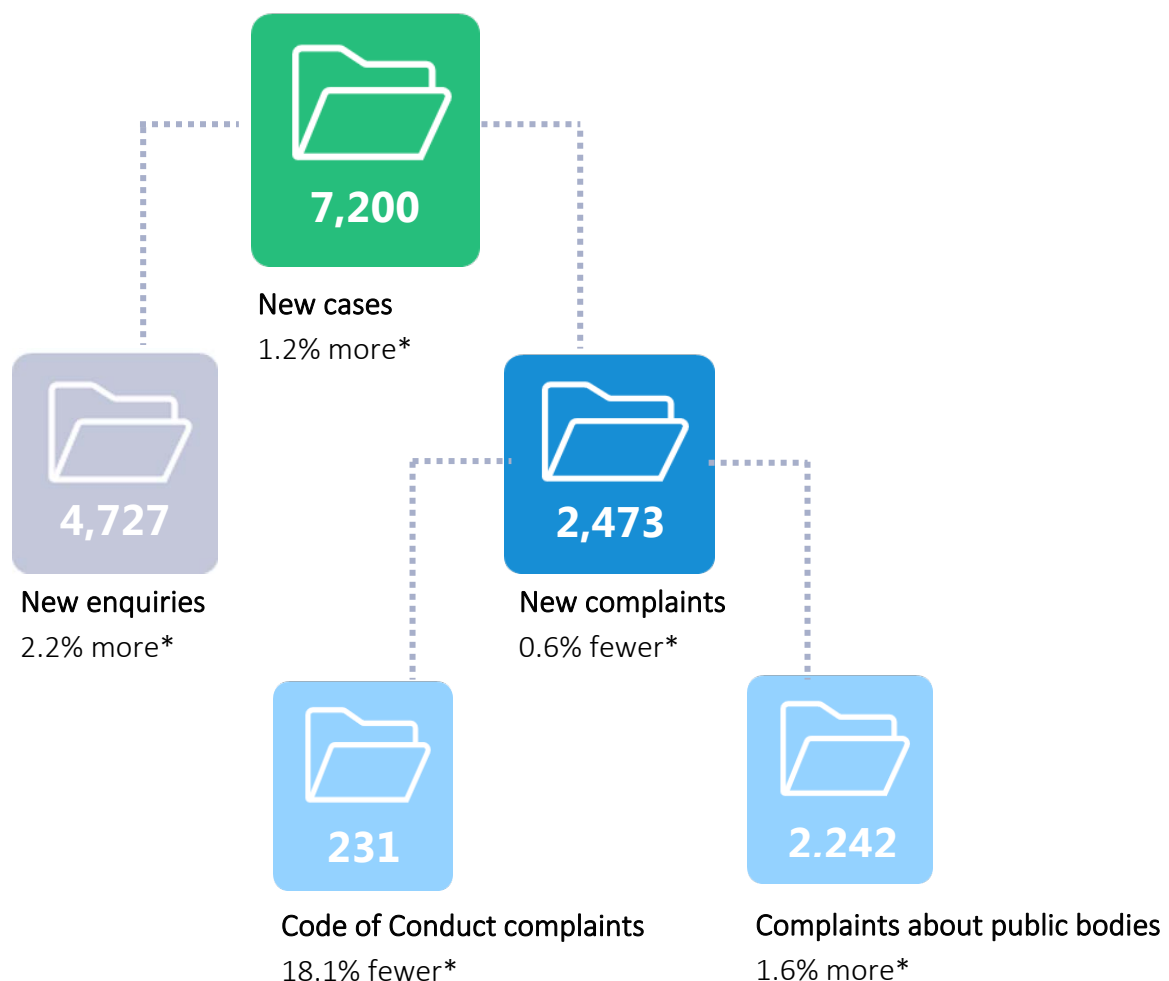 7,200
New cases
1.2% more*
4,727
New enquiries
2.2% more*
2,473
New complaints
0.6% fewer*
231
Code of Conduct complaints
18.1% fewer*
2,242
Complaints about public bodies
1.6% more*